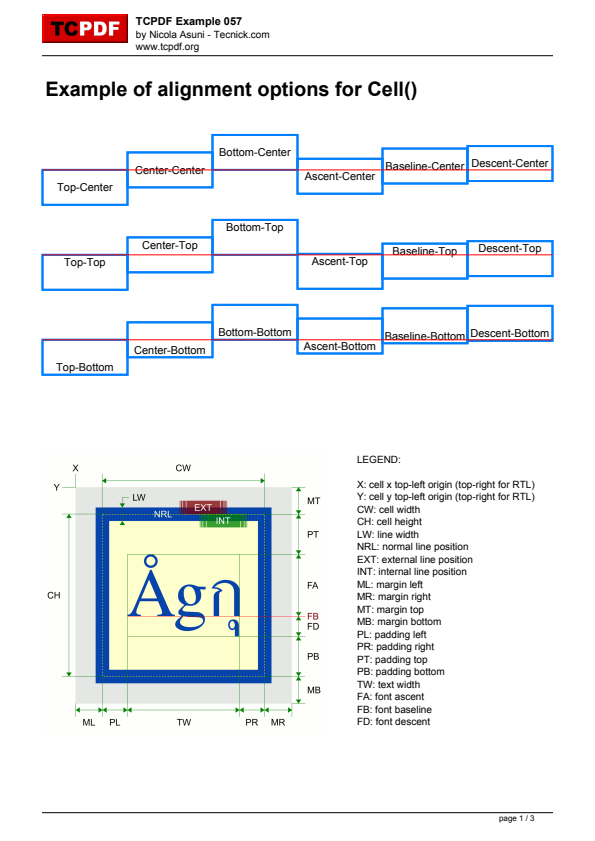 TCPDF
TCPDF Example 057
by Nicola Asuni - Tecnick.com
www.tcpdf.org
Example of alignment options for Cell()
Top-Center
Center-Center
Bottom-Center
Ascent-Center
Baseline-Center
Descent-Center
Top-Top
Center-Top
Bottom-Top
Ascent-Top
Baseline-Top
Descent-Top
Top-Bottom
Center-Bottom
Bottom-Bottom
Ascent-Bottom
Baseline-Bottom
Descent-Bottom
X
CW
Y
LW
EXT
MT
NRL
INT
PT
CH
Ågղ
FA
FB
FD
PB
MB
ML
PL
TW
PR
MR
LEGEND:
X: cell x top-left origin (top-right for RTL)
Y: cell y top-left origin (top-right for RTL)
CW: cell width
CH: cell height
LW: line width
NRL: normal line position
EXT: external line position
INT: internal line position
ML: margin left
MR: margin right
MT: margin top
MB: margin bottom
PL: padding left
PR: padding right
PT: padding top
PB: padding bottom
TW: text width
FA: font ascent
FB: font baseline
FD: font descent
page 1 / 3